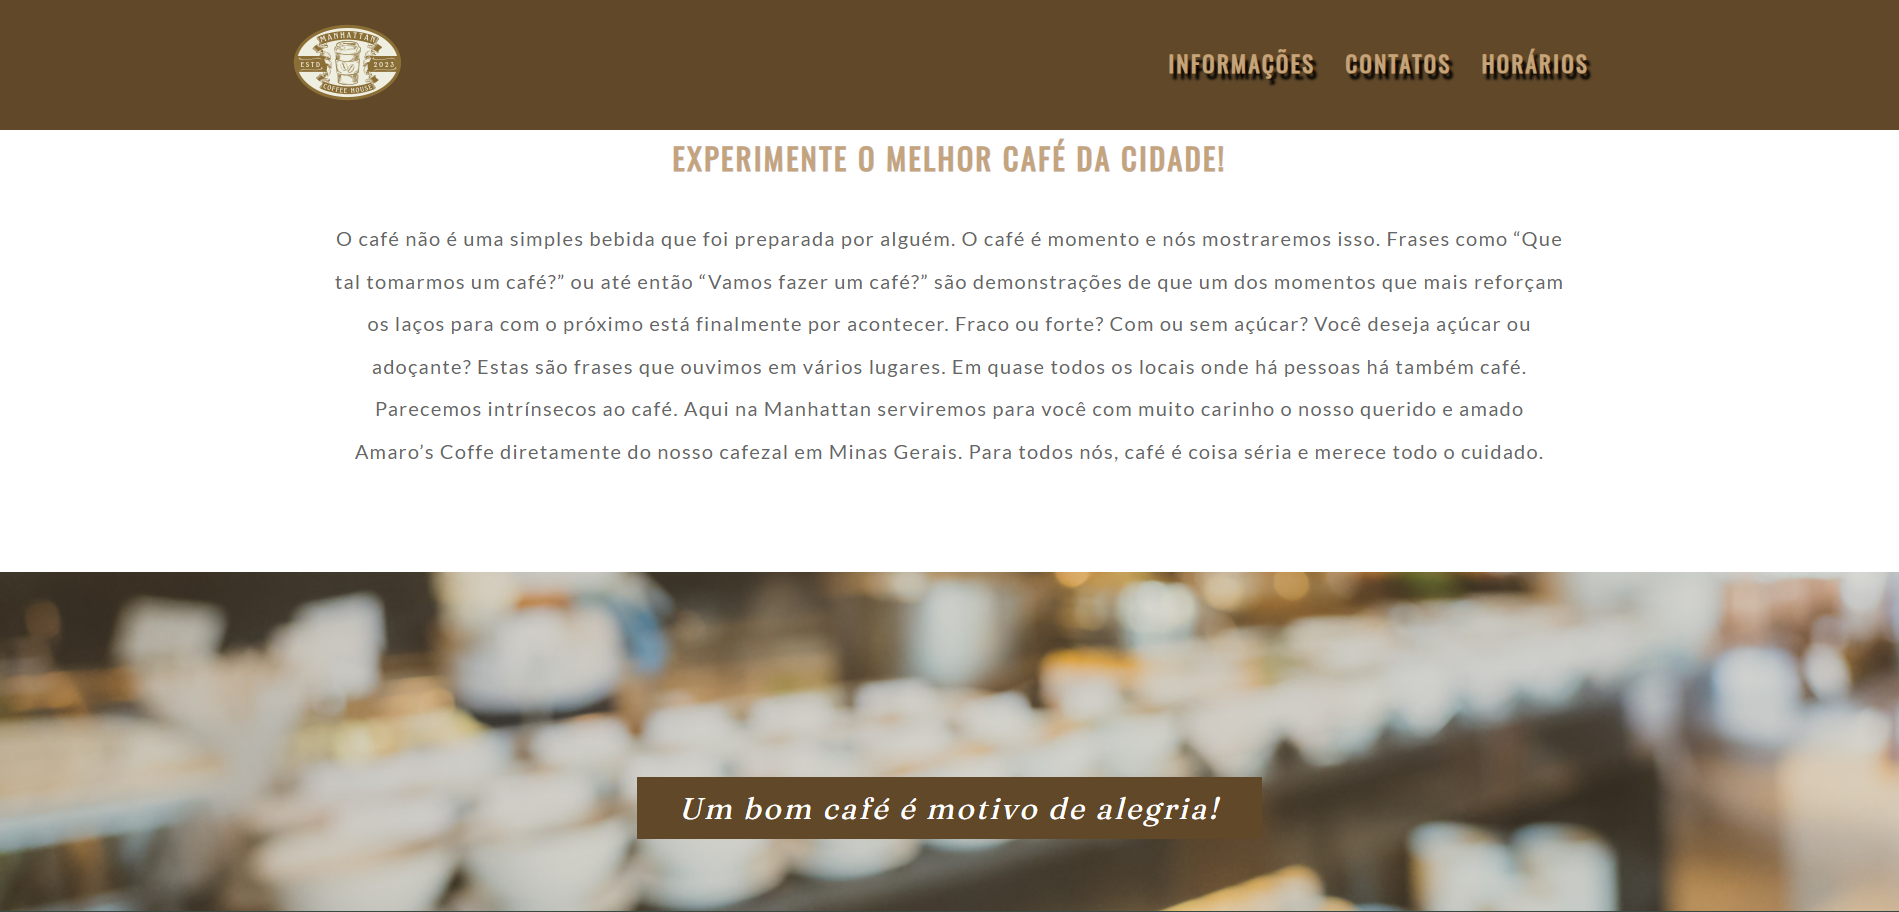 MANHATTAN
ESTD 2023
COFFEE HOUSE
INFORMAÇÕES CONTATOS HORÁRIOS
EXPERIMENTE O MELHOR CAFÉ DA CIDADE!
O café não é uma simples bebida que foi preparada por alguém. O café é momento e nós mostraremos isso. Frases como “Que
tal tomarmos um café?” ou até então “Vamos fazer um café?” são demonstrações de que um dos momentos que mais reforçam
os laços para com o próximo está finalmente por acontecer. Fraco ou forte? Com ou sem açúcar? Você deseja açúcar ou
adoçante? Estas são frases que ouvimos em vários lugares. Em quase todos os locais onde há pessoas há também café.
Parecemos intrínsecos ao café. Aqui na Manhattan serviremos para você com muito carinho o nosso querido e amado
Amaro’s Coffe diretamente do nosso cafezal em Minas Gerais. Para todos nós, café é coisa séria e merece todo o cuidado.
Um bom café é motivo de alegria!